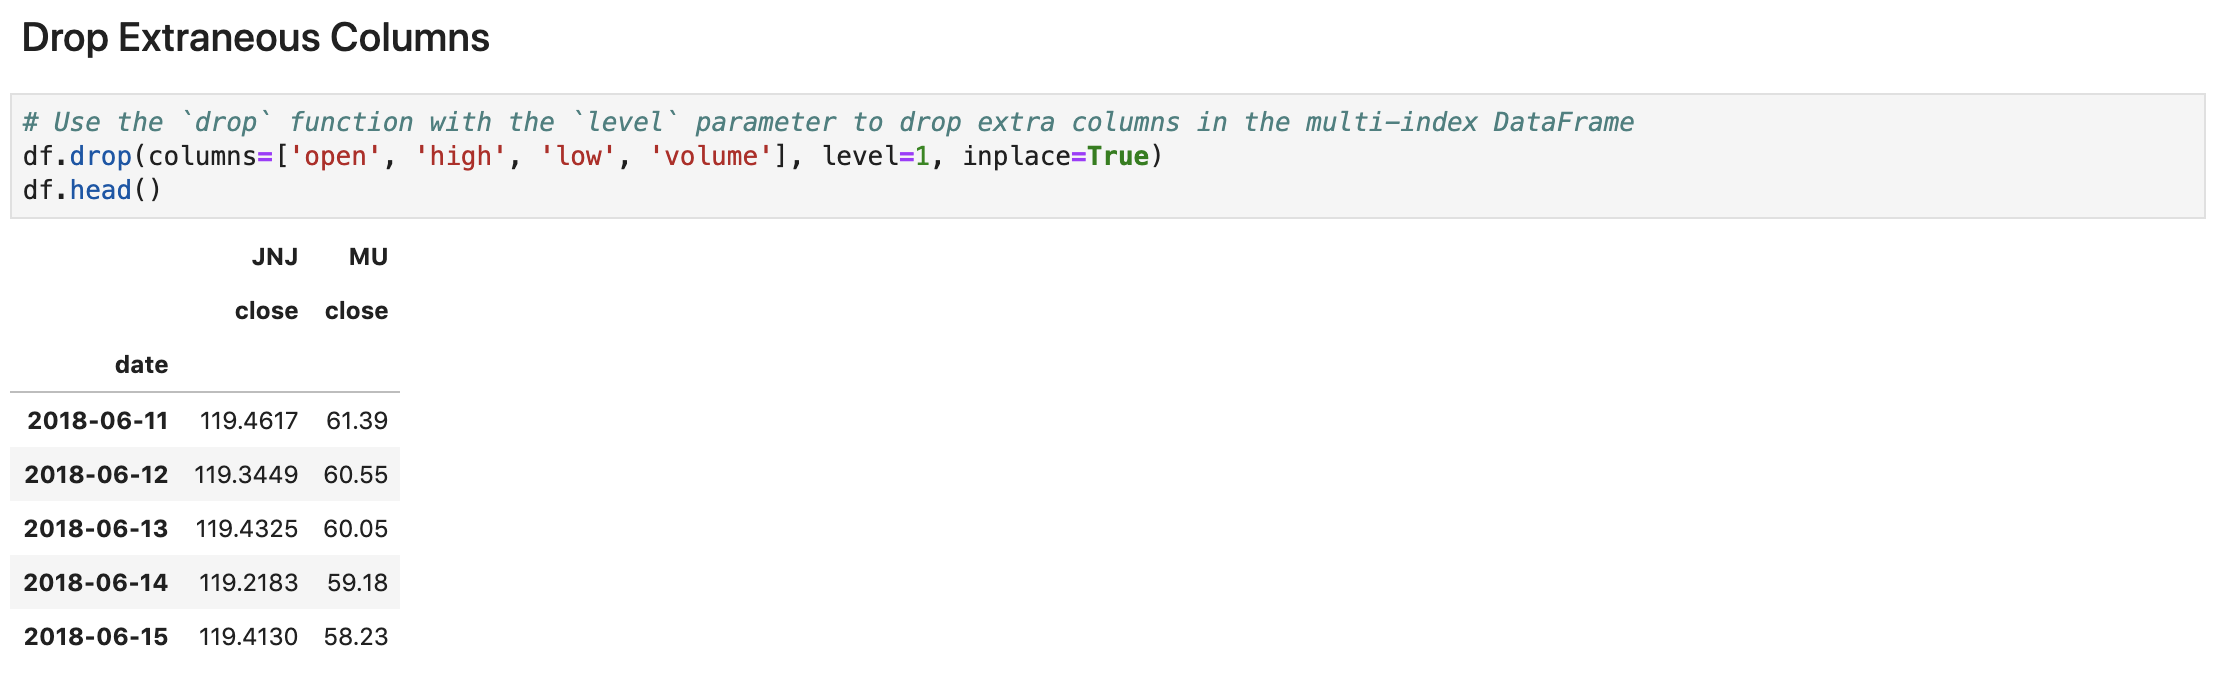 Drop Extraneous Columns
# Use the `drop` function with the `level` parameter to drop extra columns in the multi-index DataFrame
df.drop(columns=['open', 'high', 'low', 'volume'], level=1, inplace=True)
df.head()
JNJ MU
close close
date
2018-06-11 119.4617 61.39
2018-06-12 119.3449 60.55
2018-06-13 119.4325 60.05
2018-06-14 119.2183 59.18
2018-06-15 119.4130 58.23